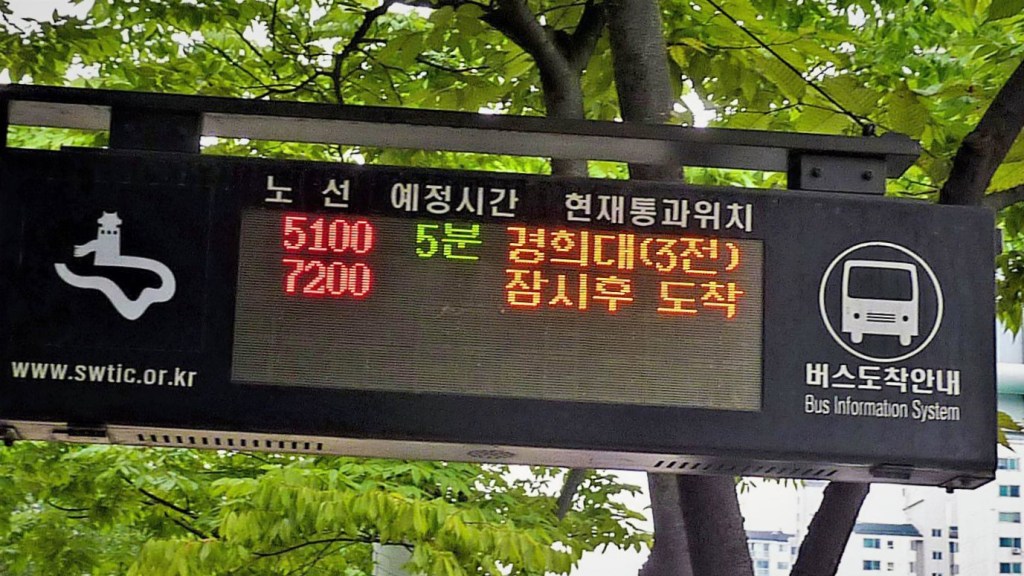 노 선 예정시간 현재통과위치
5100 5분 경희대(3전)
7200 잠시후 도착
www.swtic.or.kr
버스도착안내
Bus Information System